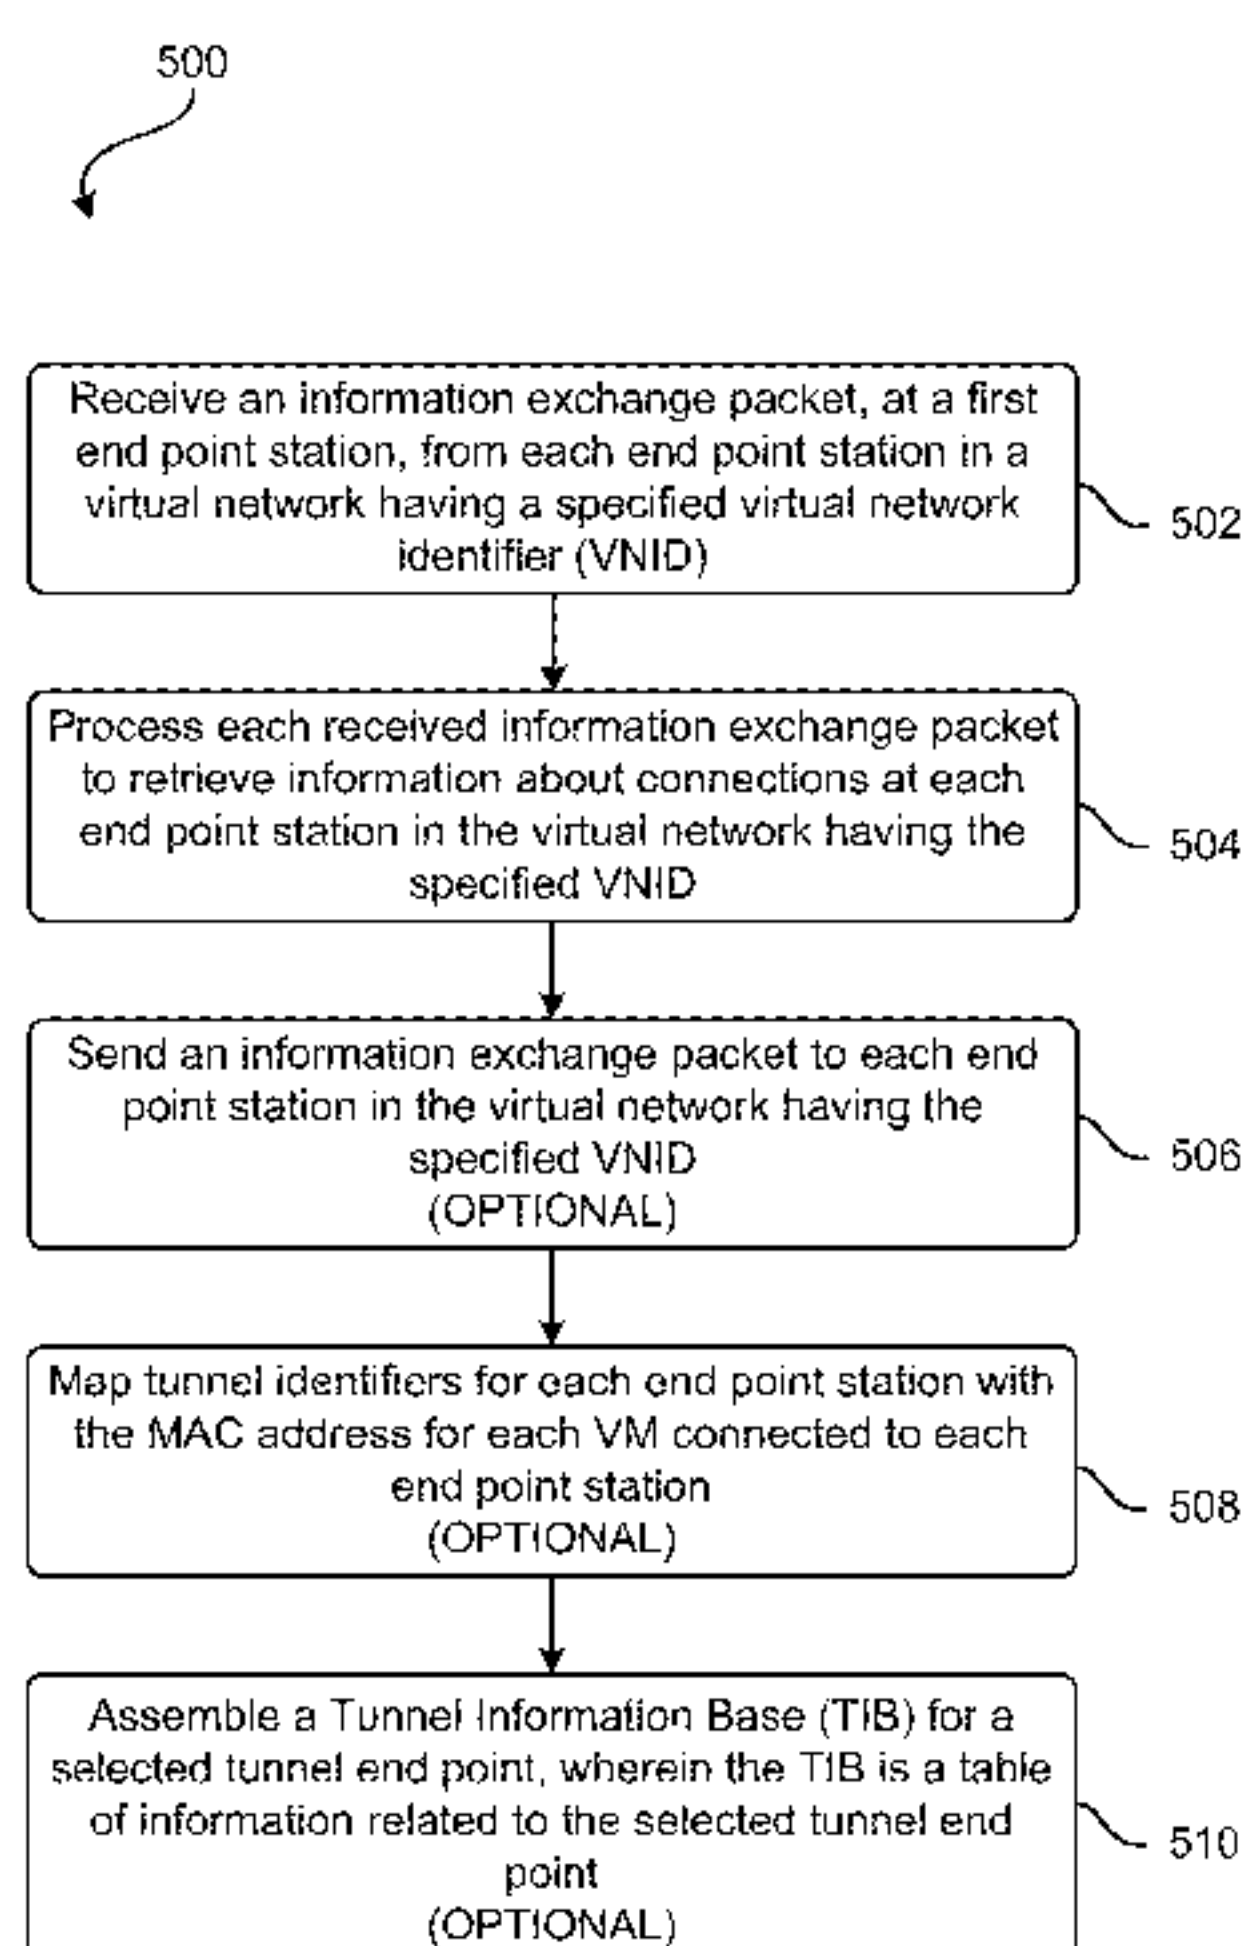 500
Receive an information exchange packet, at a first
end point station, from each end point station in a
virtual network having a specified virtual network
identifier (VNID)
502
Process each received information exchange packet
to retrieve information about connections at each
end point station in the virtual network having the
specified VNID
504
Send an information exchange packet to each end
point station in the virtual network having the
specified VNID
(OPTIONAL)
506
Map tunnel identifiers for each end point station with
the MAC address for each VM connected to each
end point station
(OPTIONAL)
508
Assemble a Tunnel Information Base (TIB) for a
selected tunnel end point, wherein the TIB is a table
of information related to the selected tunnel end
point
(OPTIONAL)
510